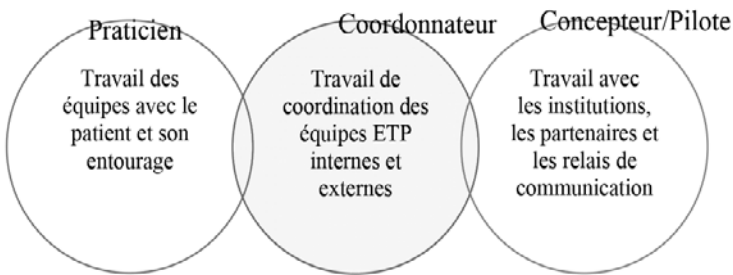 Praticien
Travail des
équipes avec le
patient et son
entourage
Coordonnateur
Travail de
coordination des
équipes ETP
internes et
externes
Concepteur/Pilote
Travail avec
les institutions,
les partenaires et
les relais de
communication